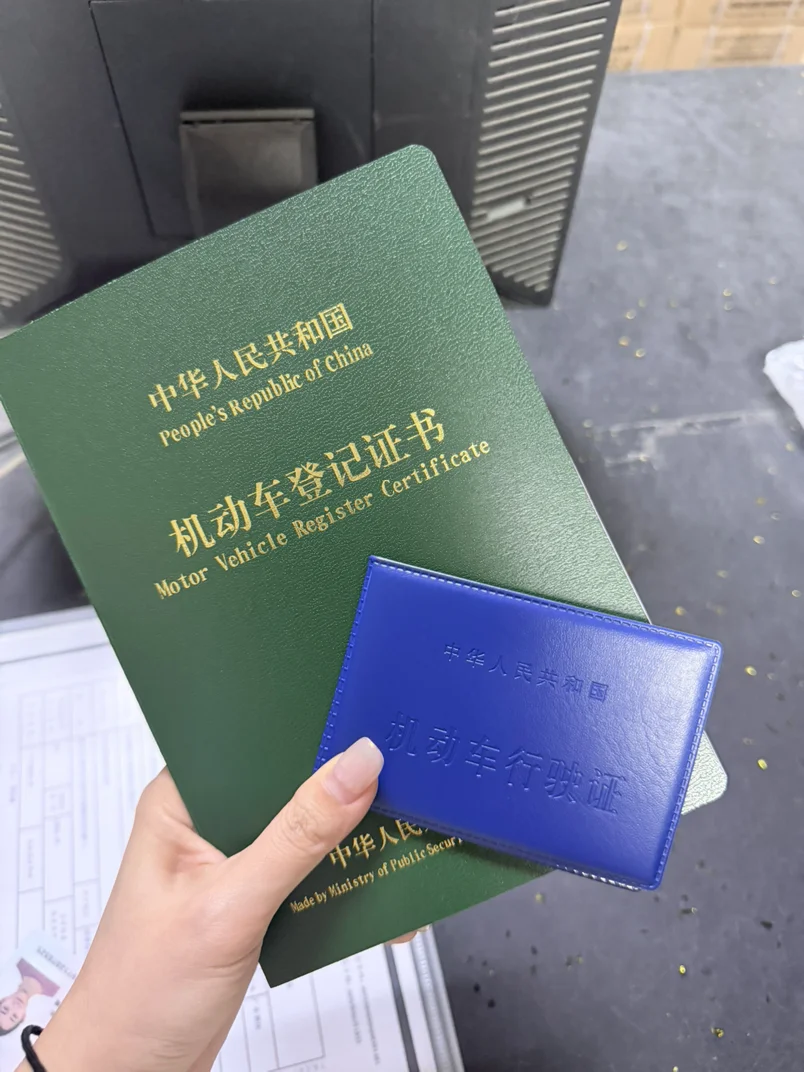 中华人民共和国
People's Republic of China
机动车登记证书
Motor Vehicle Register Certificate
中华人民共和国
机动车行驶证
中华人民
Made by Ministry of Public Secur